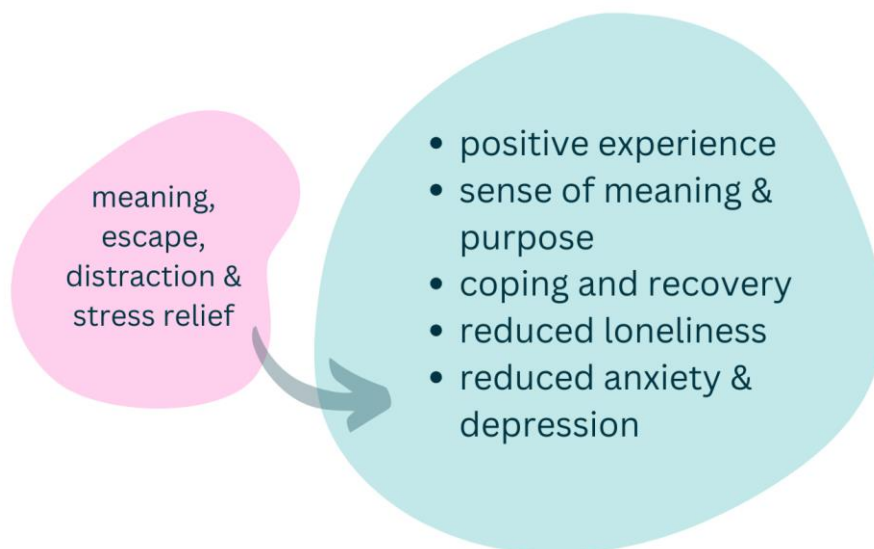 meaning,
escape,
distraction &
stress relief
• positive experience
• sense of meaning &
purpose
• coping and recovery
• reduced loneliness
• reduced anxiety &
depression